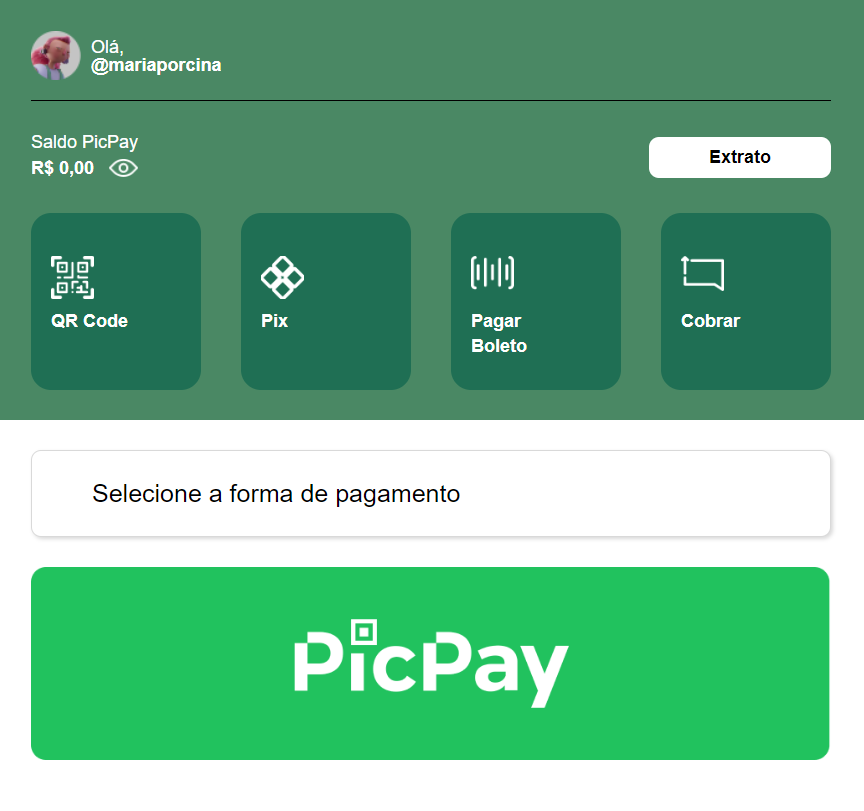 Olá,
@mariaporcina
Saldo PicPay
R$ 0,00
Extrato
QR Code
Pix
Pagar
Boleto
Cobrar
Selecione a forma de pagamento
PicPay